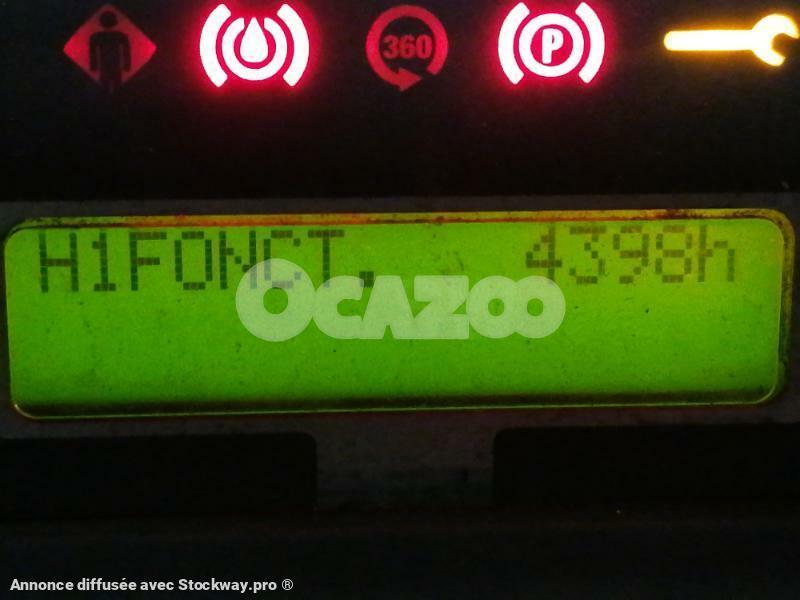 360
P
H1FONCT. 4398h
OCAZOO
Annonce diffusée avec Stockway.pro ®